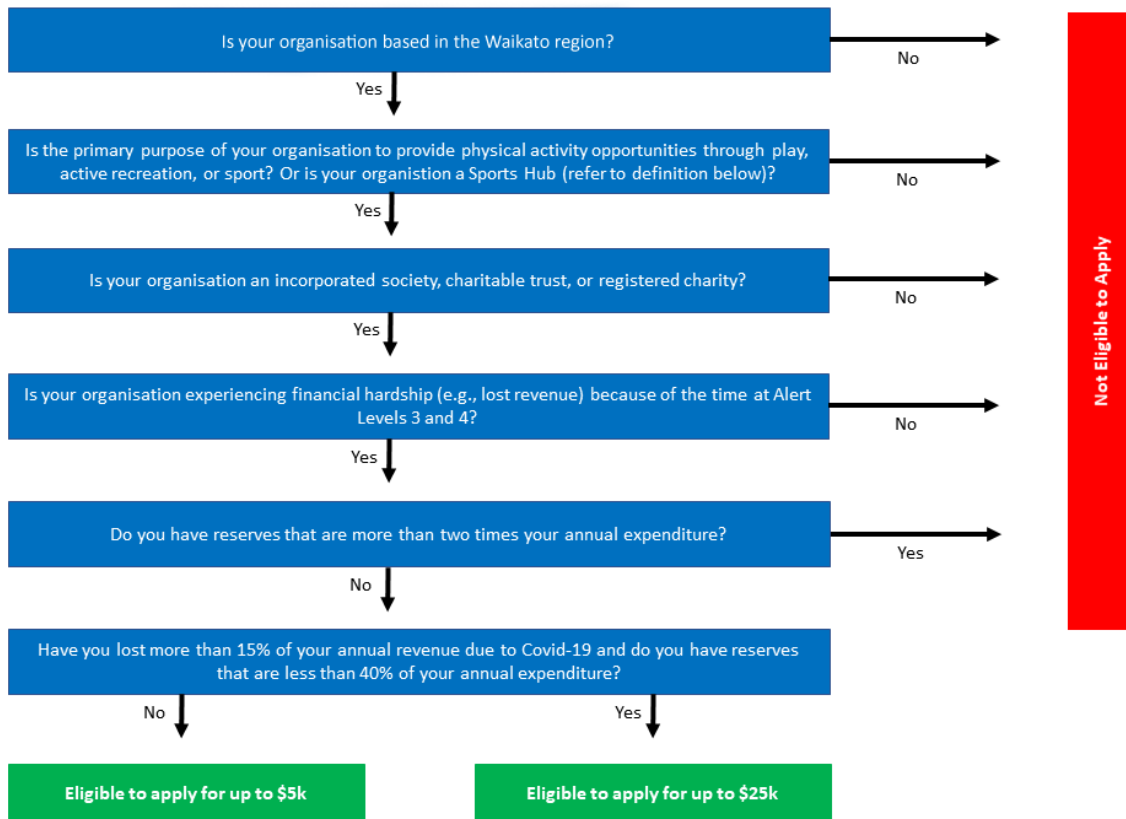 Is your organisation based in the Waikato region?
No
Yes
Is the primary purpose of your organisation to provide physical activity opportunities through play,
active recreation, or sport? Or is your organistion a Sports Hub (refer to definition below)?
No
Yes
Is your organisation an incorporated society, charitable trust, or registered charity?
No
Yes
Is your organisation experiencing financial hardship (e.g., lost revenue) because of the time at Alert
Levels 3 and 4?
No
Yes
Do you have reserves that are more than two times your annual expenditure?
Yes
No
Have you lost more than 15% of your annual revenue due to Covid-19 and do you have reserves
that are less than 40% of your annual expenditure?
No
Yes
Eligible to apply for up to $5k
Eligible to apply for up to $25k
Not Eligible to Apply